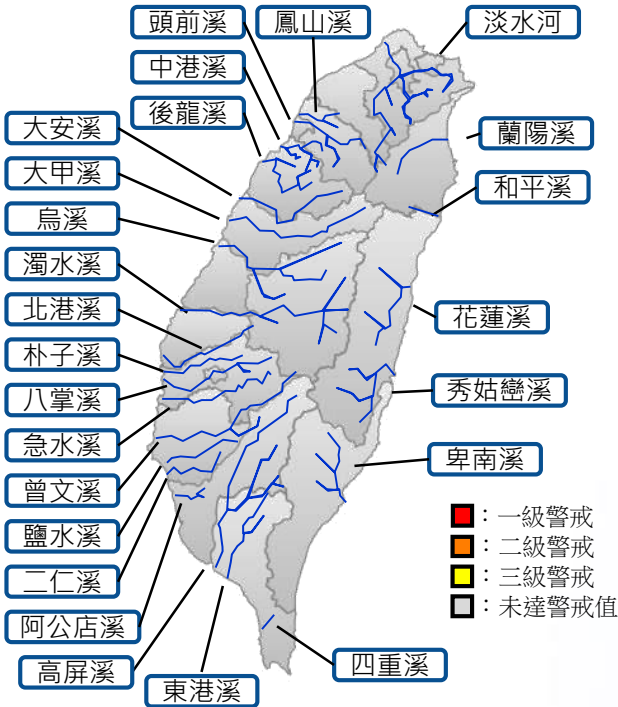 頭前溪
鳳山溪
淡水河
中港溪
後龍溪
大安溪
蘭陽溪
大甲溪
和平溪
烏溪
濁水溪
北港溪
花蓮溪
朴子溪
八掌溪
秀姑巒溪
急水溪
卑南溪
曾文溪
鹽水溪
二仁溪
阿公店溪
高屏溪
東港溪
四重溪
：一級警戒
：二級警戒
：三級警戒
：未達警戒值